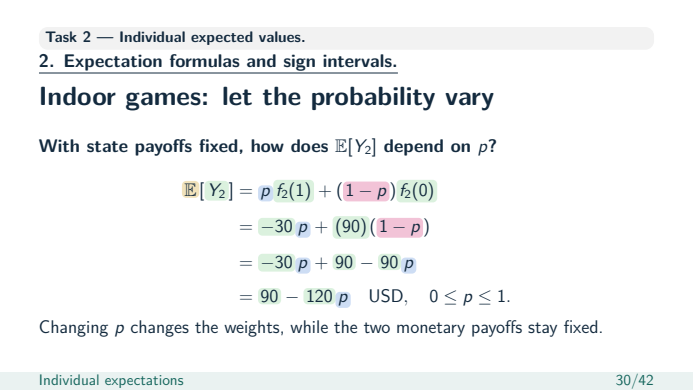 Task 2 — Individual expected values.
2. Expectation formulas and sign intervals.
Indoor games: let the probability vary
With state payoffs fixed, how does 𝔼[Y₂] depend on p?
𝔼[Y₂] = p f₂(1) + (1 − p) f₂(0)
= −30 p + (90)(1 − p)
= −30 p + 90 − 90 p
= 90 − 120 p USD, 0 ≤ p ≤ 1.
Changing p changes the weights, while the two monetary payoffs stay fixed.
Individual expectations 30/42